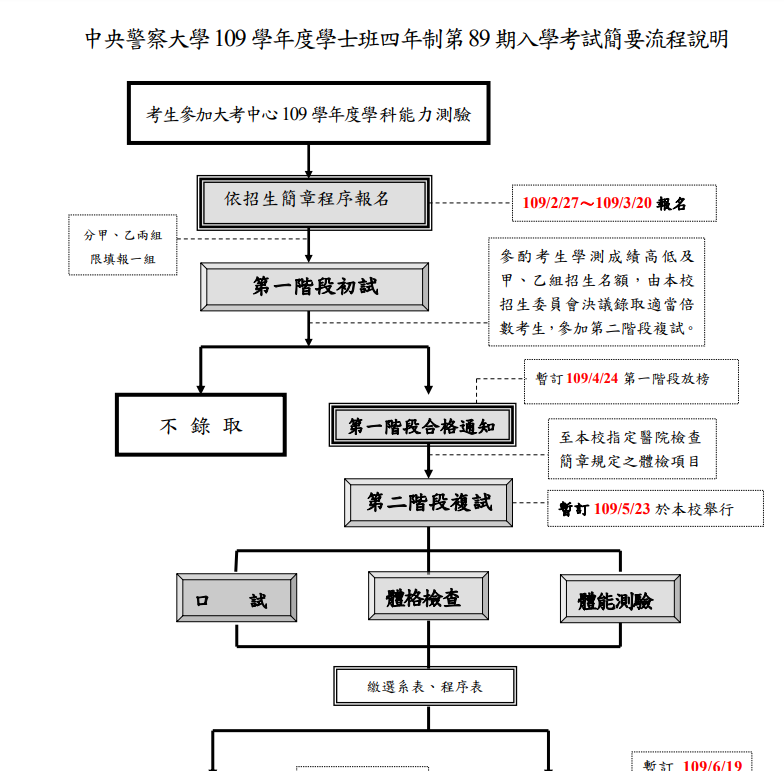 中央警察大學 109 學年度學士班四年制第 89 期入學考試簡要流程說明
考生參加大考中心 109 學年度學科能力測驗
依招生簡章程序報名
109/2/27～109/3/20 報名
分甲、乙兩組
限填報一組
第一階段初試
參酌考生學測成績高低及
甲、乙組招生名額，由本校
招生委員會決議錄取適當倍
數考生，參加第二階段複試。
暫訂 109/4/24 第一階段放榜
不 錄 取
第一階段合格通知
至本校指定醫院檢查
簡章規定之體檢項目
第二階段複試
暫訂 109/5/23 於本校舉行
口 試
體格檢查
體能測驗
繳選系表、程序表
暫訂 109/6/19